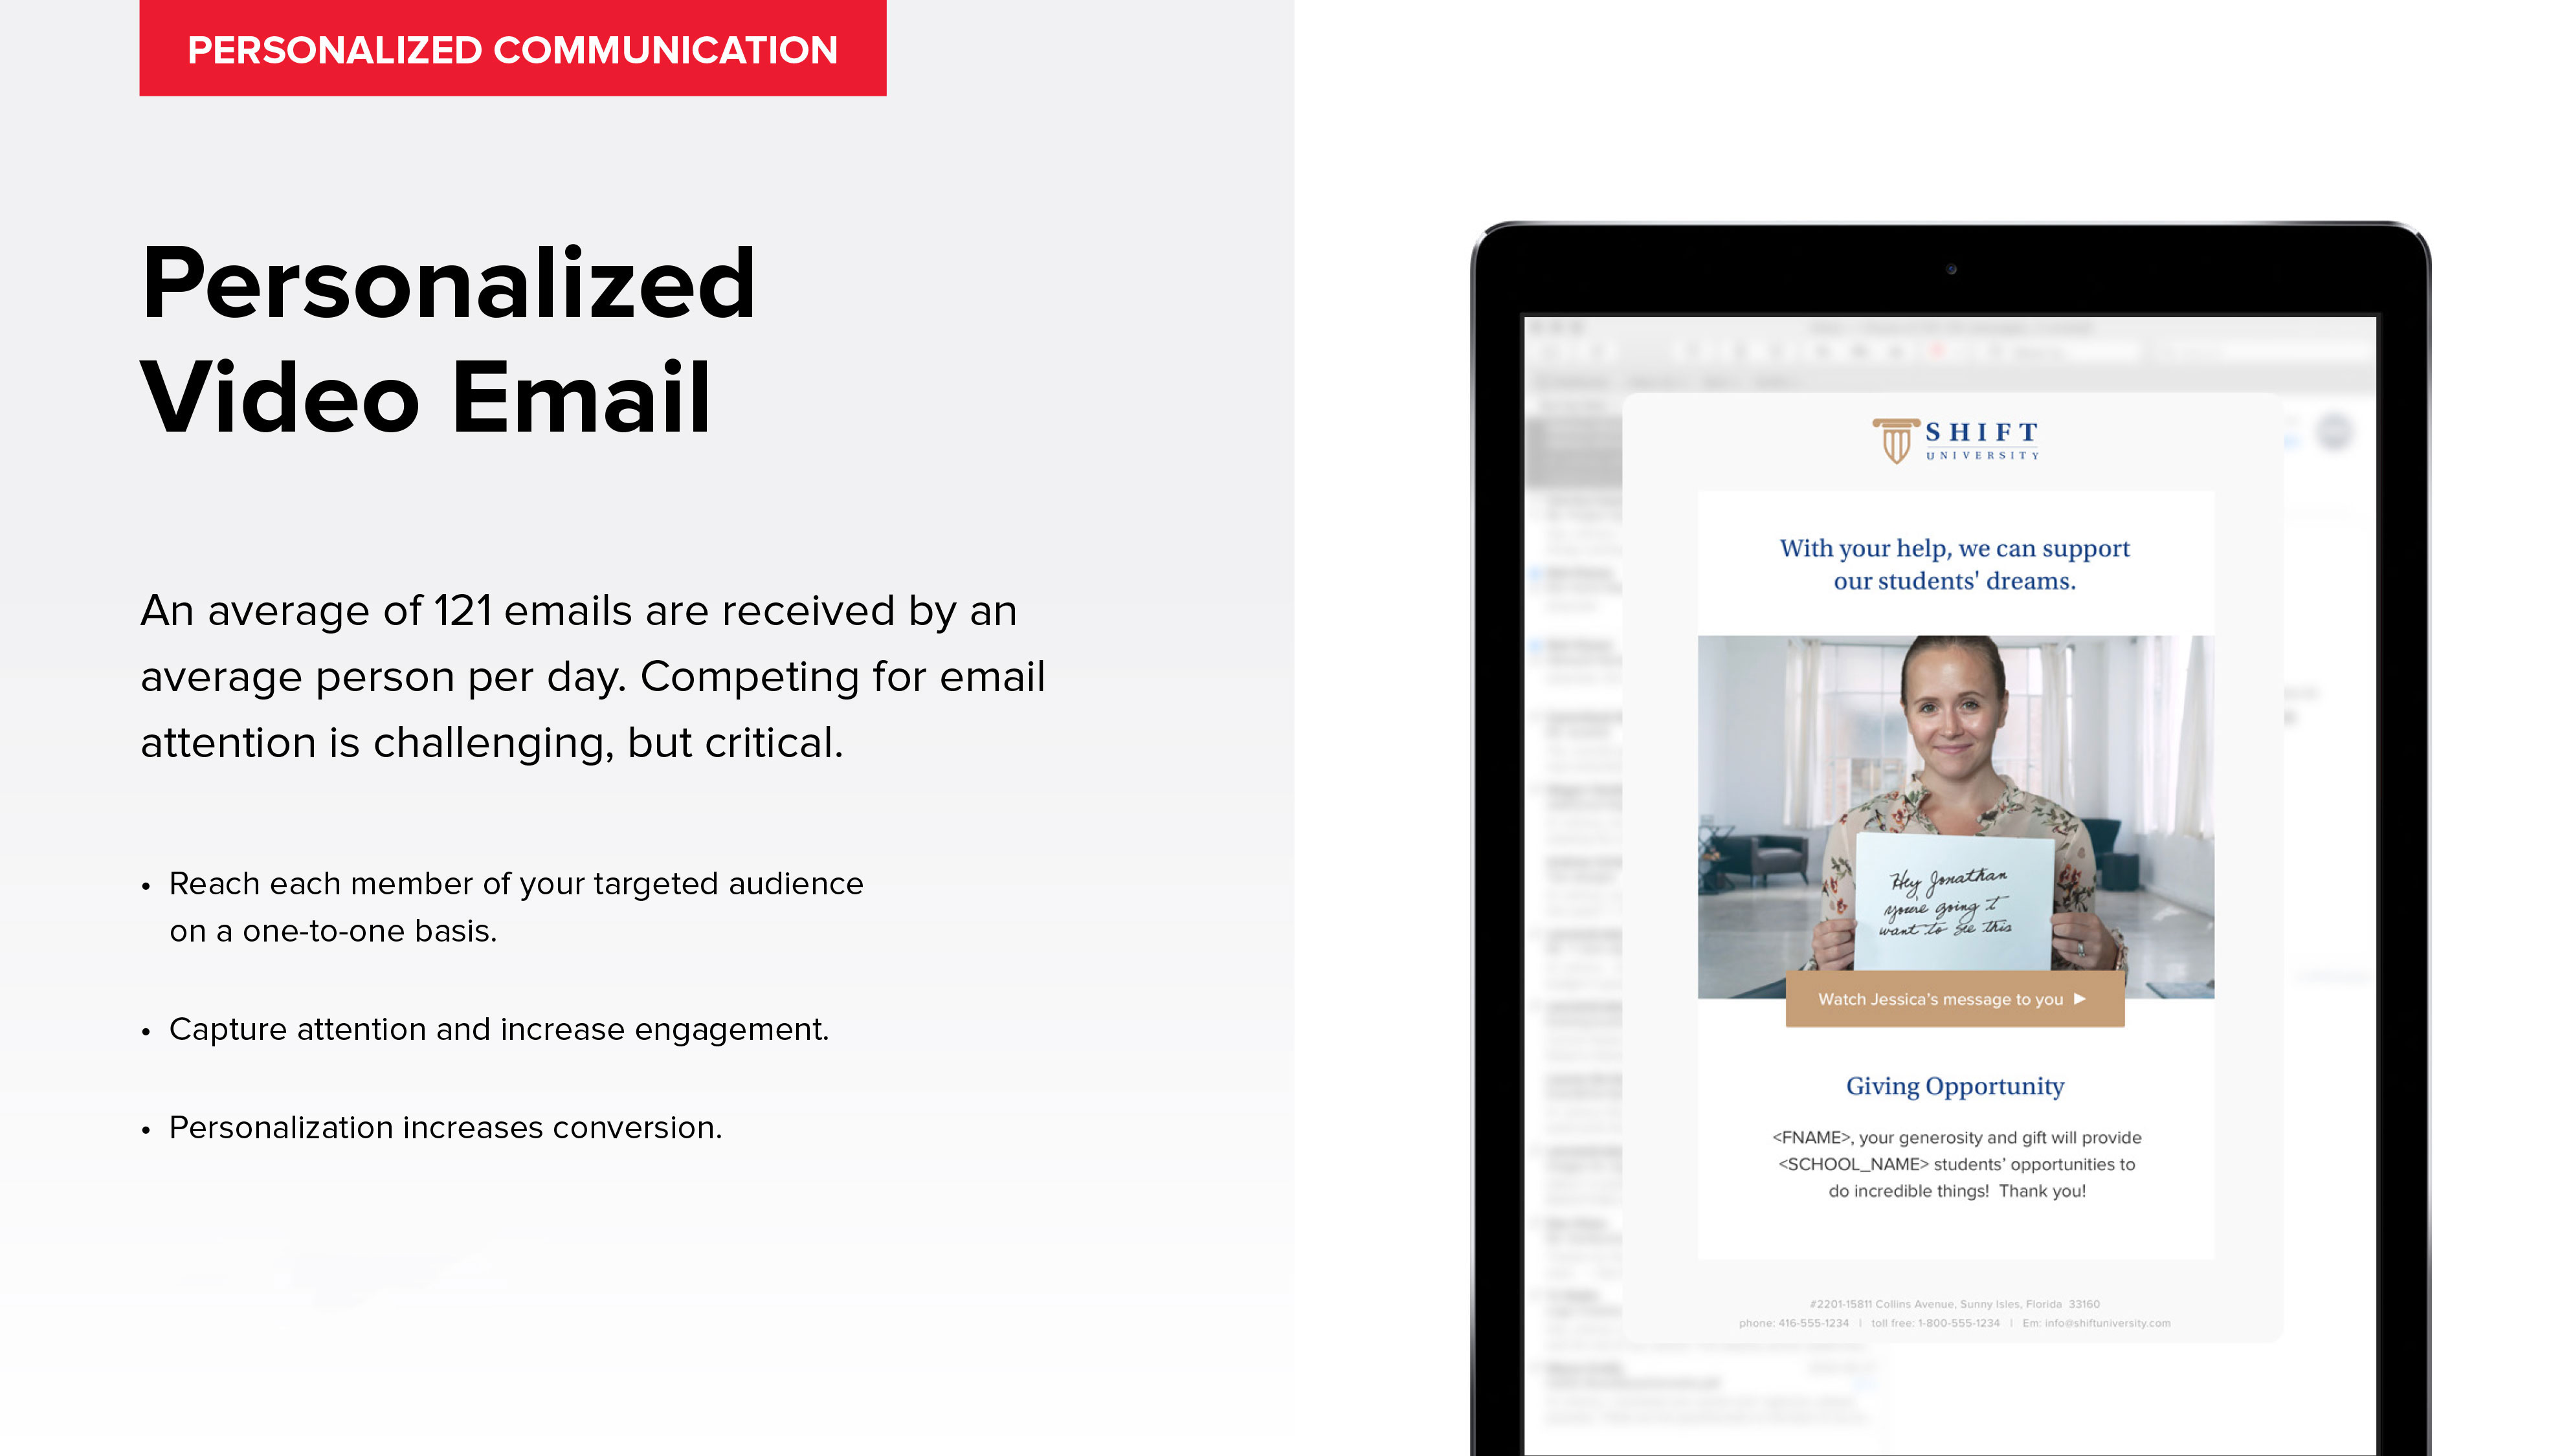 PERSONALIZED COMMUNICATION
Personalized
Video Email
An average of 121 emails are received by an
average person per day. Competing for email
attention is challenging, but critical.
• Reach each member of your targeted audience
on a one-to-one basis.
• Capture attention and increase engagement.
• Personalization increases conversion.
SHIFT
UNIVERSITY
With your help, we can support
our students' dreams.
Hey Jonathan
you're going t
want to see this
Watch Jessica's message to you ▶
Giving Opportunity
<FNAME>, your generosity and gift will provide
<SCHOOL_NAME> students' opportunities to
do incredible things!  Thank you!
#2201-15811 Collins Avenue, Sunny Isles, Florida  33160
phone: 416-555-1234   |   toll free: 1-800-555-1234   |   Em: info@shiftuniversity.com